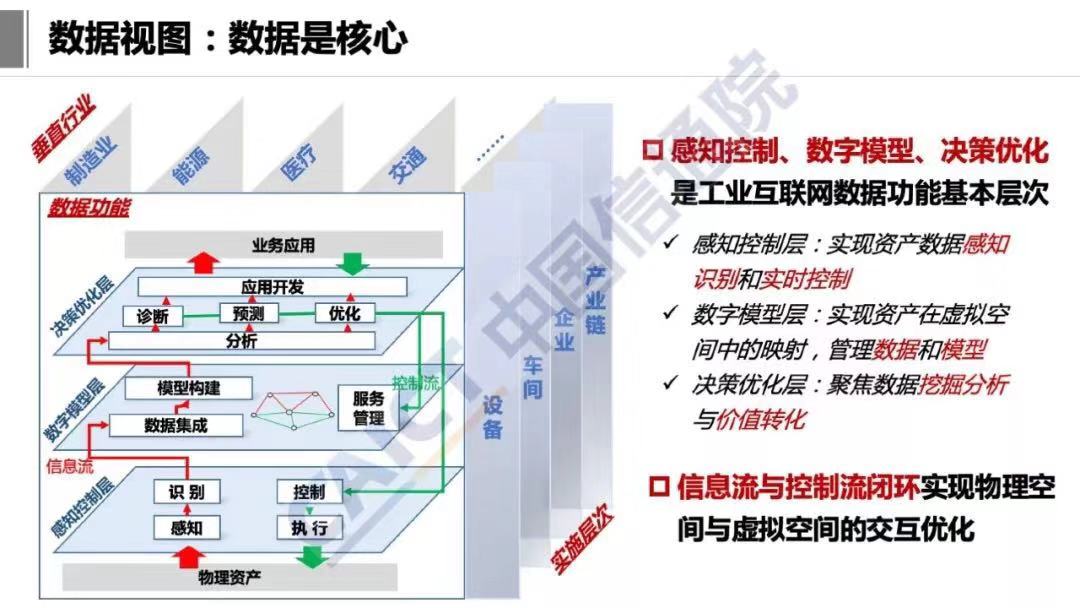 数据视图：数据是核心
垂直行业
制造业
能源
医疗
交通
......
数据功能
业务应用
决策优化层
应用开发
诊断
预测
优化
分析
数字模型层
模型构建
数据集成
服务
管理
控制流
信息流
感知控制层
识别
感知
控制
执行
物理资产
设备
车间
企业
产业链
实施层次
CAICT 中国信通院
感知控制、数字模型、决策优化
是工业互联网数据功能基本层次
感知控制层：实现资产数据感知
识别和实时控制
数字模型层：实现资产在虚拟空
间中的映射，管理数据和模型
决策优化层：聚焦数据挖掘分析
与价值转化
信息流与控制流闭环实现物理空
间与虚拟空间的交互优化